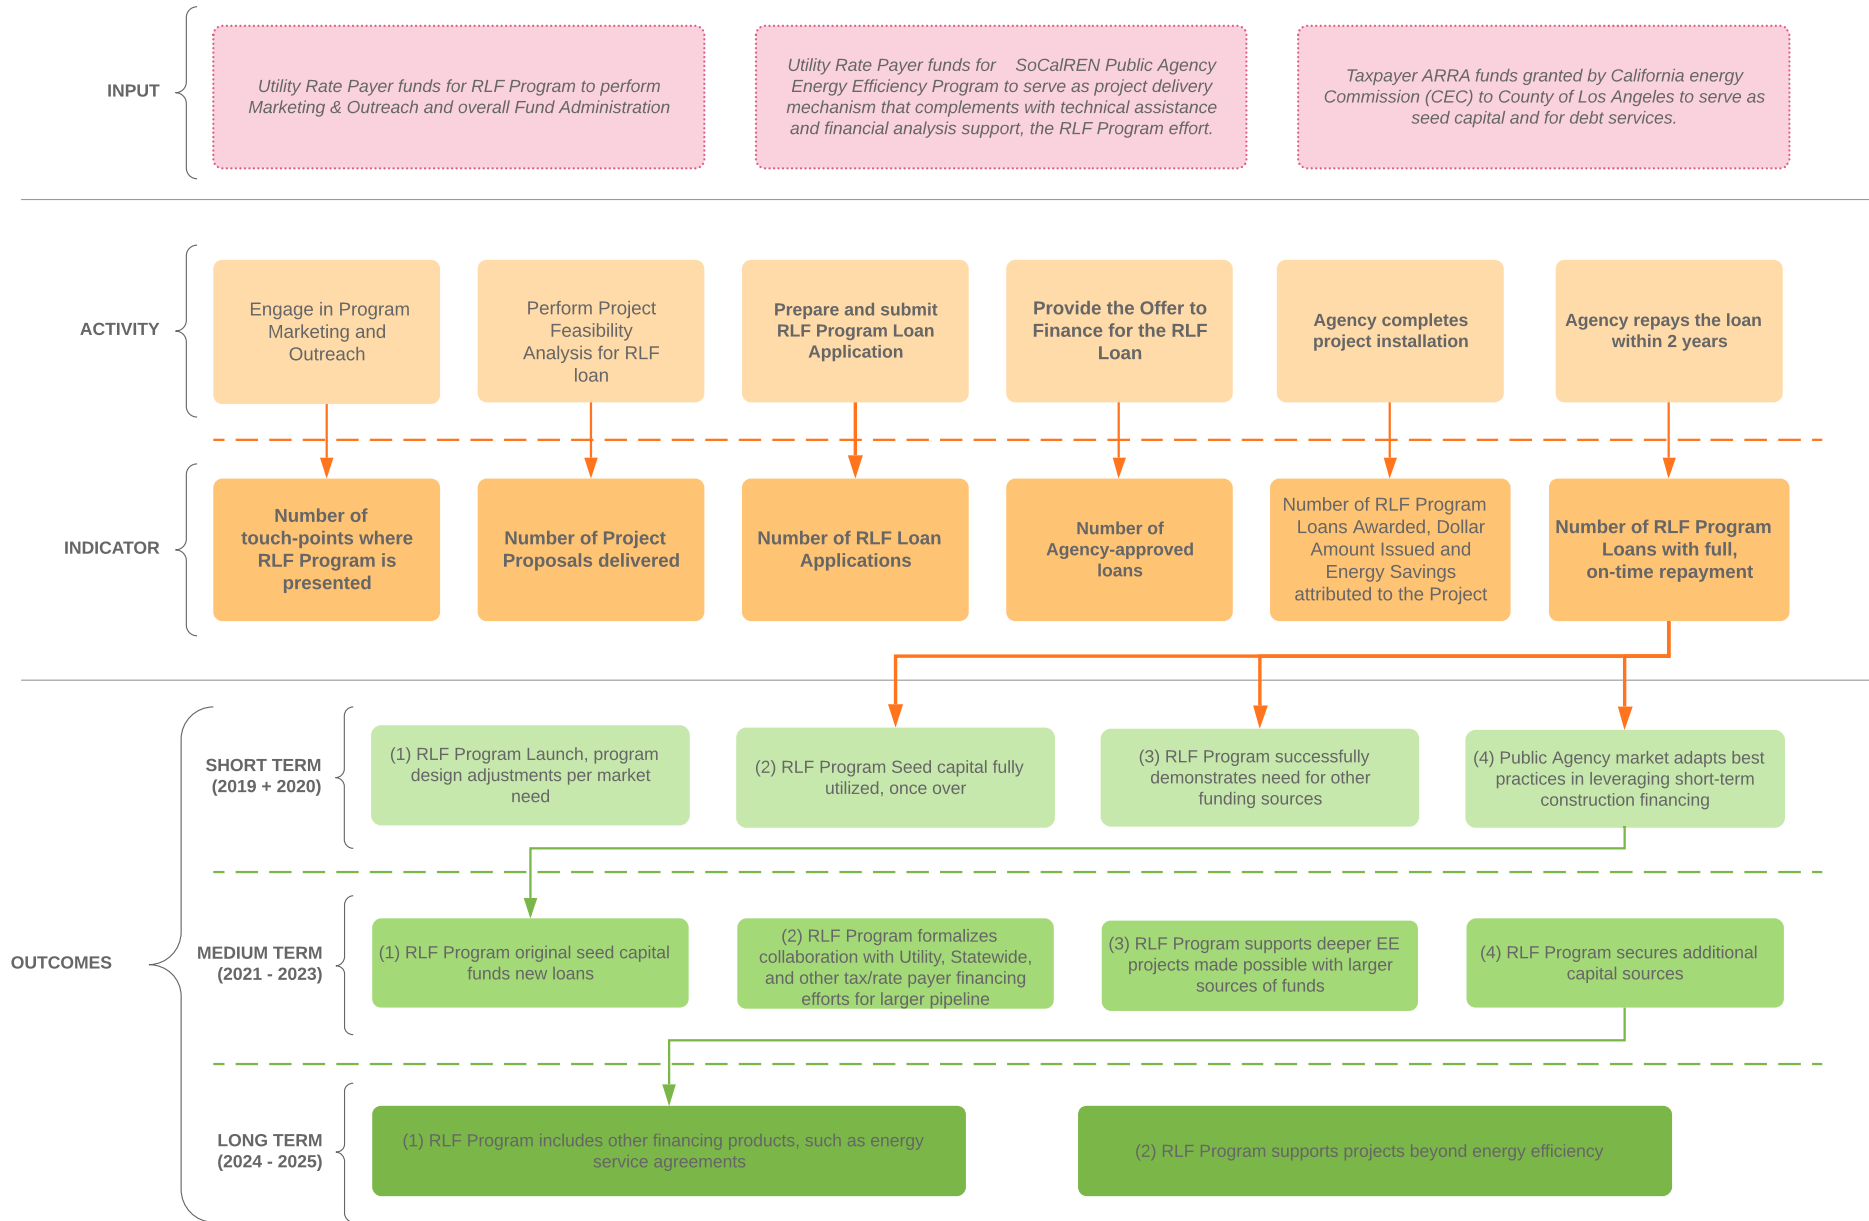 INPUT
Utility Rate Payer funds for RLF Program to perform
Marketing & Outreach and overall Fund Administration
Utility Rate Payer funds for SoCalREN Public Agency
Energy Efficiency Program to serve as project delivery
mechanism that complements with technical assistance
and financial analysis support, the RLF Program effort.
Taxpayer ARRA funds granted by California energy
Commission (CEC) to County of Los Angeles to serve as
seed capital and for debt services.
ACTIVITY
Engage in Program
Marketing and
Outreach
Perform Project
Feasibility
Analysis for RLF
loan
Prepare and submit
RLF Program Loan
Application
Provide the Offer to
Finance for the RLF
Loan
Agency completes
project installation
Agency repays the loan
within 2 years
INDICATOR
Number of
touch-points where
RLF Program is
presented
Number of Project
Proposals delivered
Number of RLF Loan
Applications
Number of
Agency-approved
loans
Number of RLF Program
Loans Awarded, Dollar
Amount Issued and
Energy Savings
attributed to the Project
Number of RLF Program
Loans with full,
on-time repayment
OUTCOMES
SHORT TERM
(2019 + 2020)
(1) RLF Program Launch, program
design adjustments per market
need
(2) RLF Program Seed capital fully
utilized, once over
(3) RLF Program successfully
demonstrates need for other
funding sources
(4) Public Agency market adapts best
practices in leveraging short-term
construction financing
MEDIUM TERM
(2021 - 2023)
(1) RLF Program original seed capital
funds new loans
(2) RLF Program formalizes
collaboration with Utility, Statewide,
and other tax/rate payer financing
efforts for larger pipeline
(3) RLF Program supports deeper EE
projects made possible with larger
sources of funds
(4) RLF Program secures additional
capital sources
LONG TERM
(2024 - 2025)
(1) RLF Program includes other financing products, such as energy
service agreements
(2) RLF Program supports projects beyond energy efficiency